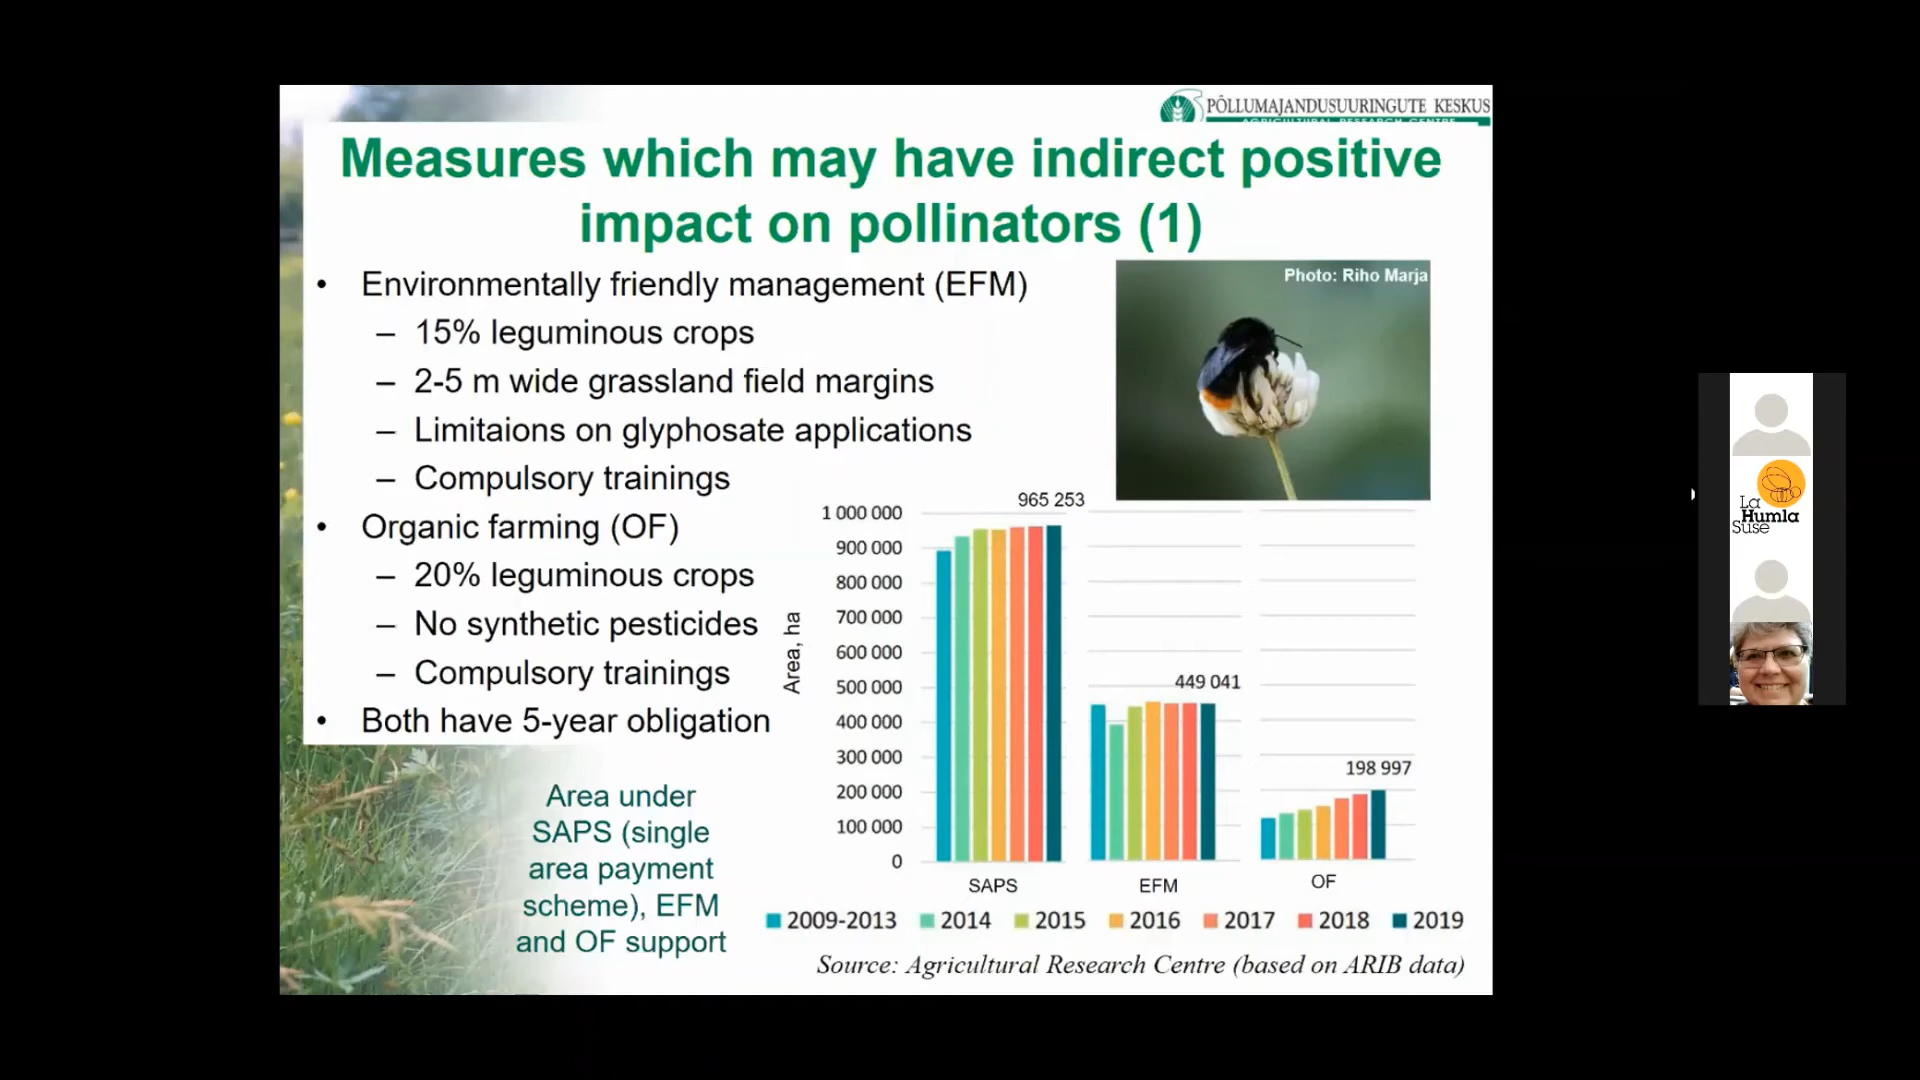 PÕLLUMAJANDUSUURINGUTE KESKUS
AGRICULTURAL RESEARCH CENTRE
Measures which may have indirect positive
impact on pollinators (1)
• Environmentally friendly management (EFM)
– 15% leguminous crops
– 2-5 m wide grassland field margins
– Limitaions on glyphosate applications
– Compulsory trainings
• Organic farming (OF)
– 20% leguminous crops
– No synthetic pesticides
– Compulsory trainings
• Both have 5-year obligation
Photo: Riho Marja
Area under
SAPS (single
area payment
scheme), EFM
and OF support
Area, ha
1 000 000
900 000
800 000
700 000
600 000
500 000
400 000
300 000
200 000
100 000
0
965 253
449 041
198 997
SAPS EFM OF
2009-2013 2014 2015 2016 2017 2018 2019
Source: Agricultural Research Centre (based on ARIB data)
La
Humla
Suse